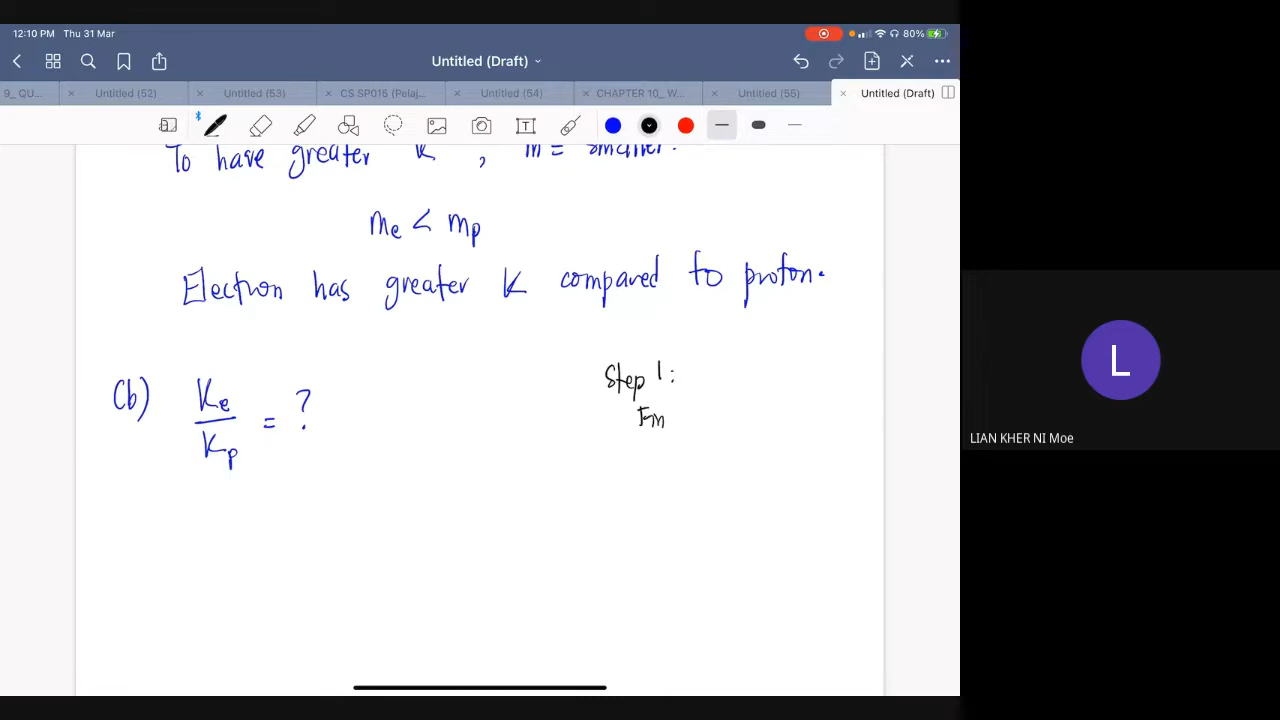 12:10 PM Thu 31 Mar
80%
Untitled (Draft)
9_ QU...
Untitled (52)
Untitled (53)
CS SP015 (Pelaj...
Untitled (54)
CHAPTER 10_ W...
Untitled (55)
Untitled (Draft)
To have greater K , m = smaller.
me < mp
Electron has greater K compared to proton.
(b) Ke/Kp = ?
Step 1:
L
LIAN KHER NI Moe